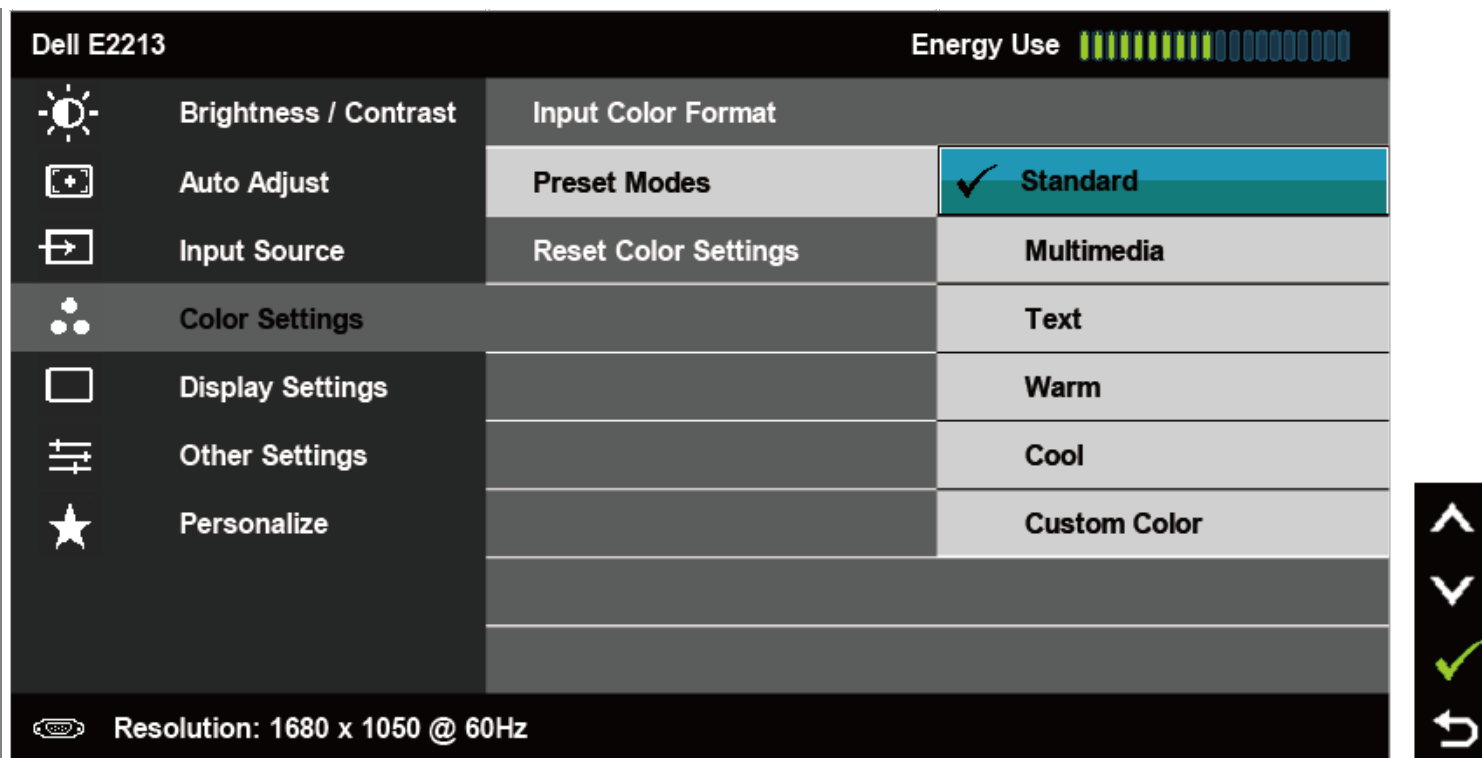 Dell E2213 Energy Use
Brightness / Contrast Input Color Format
Auto Adjust Preset Modes Standard
Input Source Reset Color Settings Multimedia
Color Settings Text
Display Settings Warm
Other Settings Cool
Personalize Custom Color
Resolution: 1680 x 1050 @ 60Hz